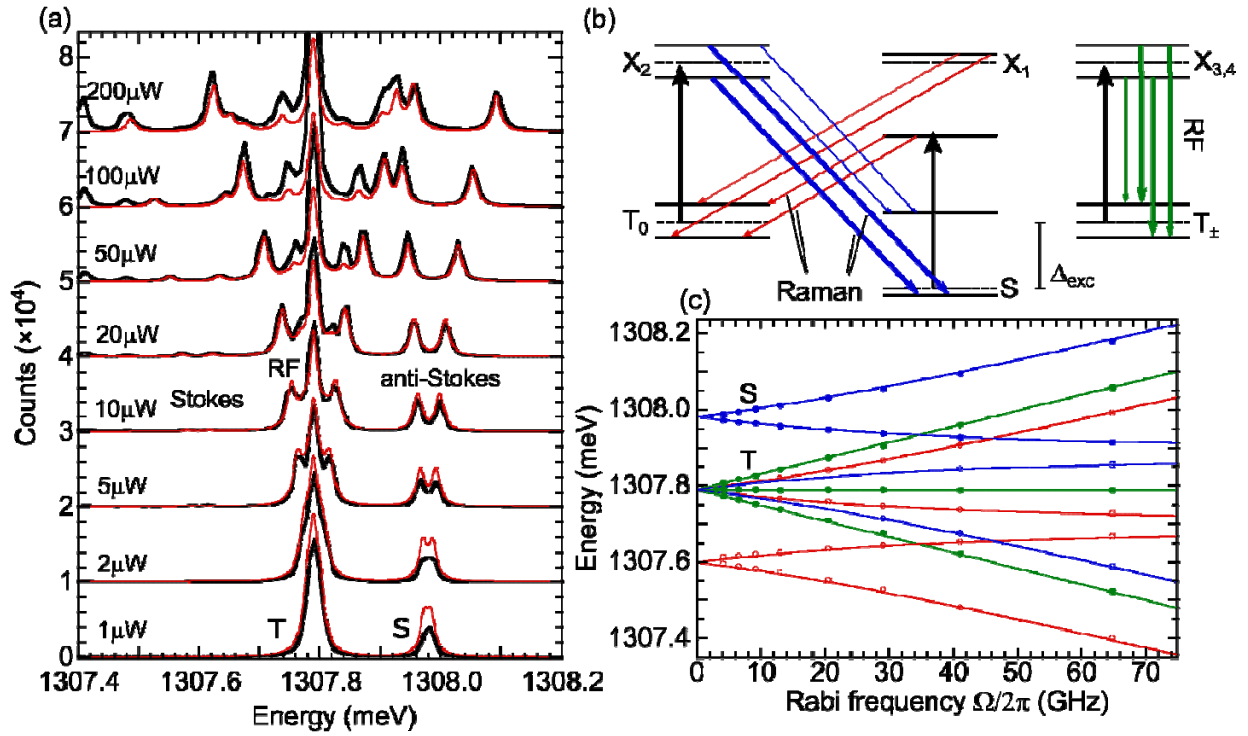 (a)
Counts (×10⁴)
8
7
6
5
4
3
2
1
0
200µW
100µW
50µW
20µW
10µW
5µW
2µW
1µW
RF
Stokes
anti-Stokes
T
S
1307.4
1307.6
1307.8
1308.0
1308.2
Energy (meV)
(b)
X₂
X₁
X₃,₄
RF
T₀
T±
Raman
S
Δexc
(c)
Energy (meV)
1308.2
1308.0
1307.8
1307.6
1307.4
S
T
0
10
20
30
40
50
60
70
Rabi frequency Ω/2π (GHz)